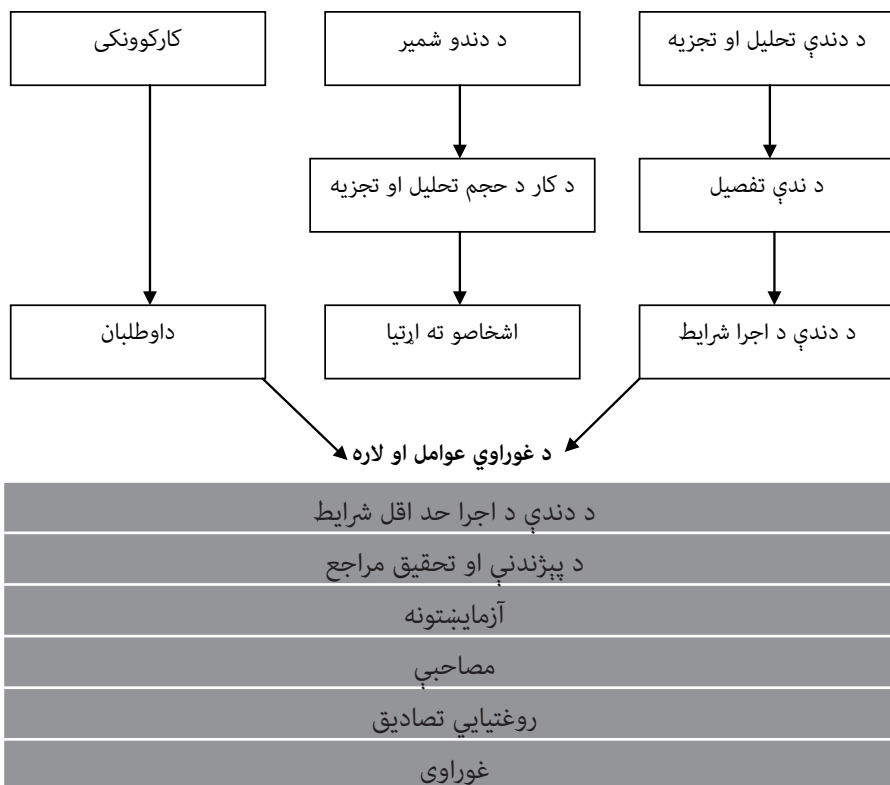 د دندې تحلیل او تجزیه
د دندو شمیر
کارکوونکی
د ندې تفصیل
د کار د حجم تحلیل او تجزیه
د دندې د اجرا شرایط
اشخاصو ته اړتیا
داوطلبان
د غوراوي عوامل او لاره
د دندې د اجرا حد اقل شرایط
د پېژندنې او تحقیق مراجع
آزمایښتونه
مصاحبې
روغتیایي تصادیق
غوراوی